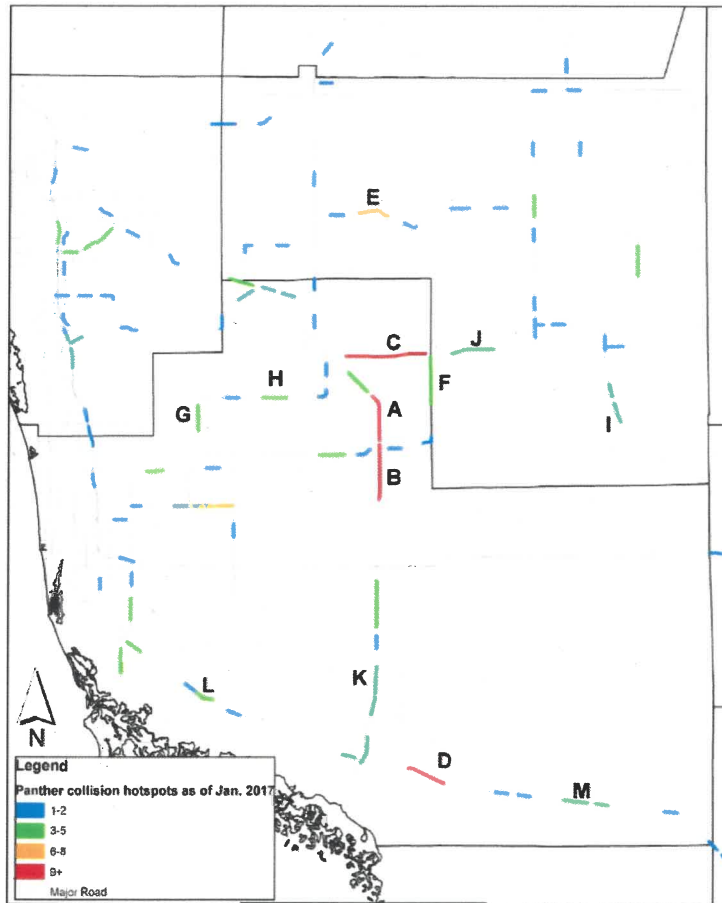 E
C
J
F
H
A
G
I
B
K
L
N
D
M
Legend
Panther collision hotspots as of Jan. 2017
1-2
3-5
6-8
9+
Major Road